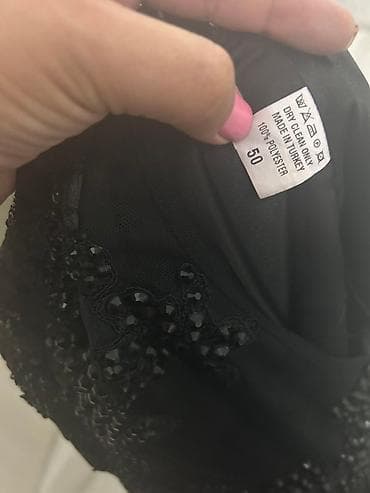 DRY CLEAN ONLY
MADE IN TURKEY
100% POLYESTER
50